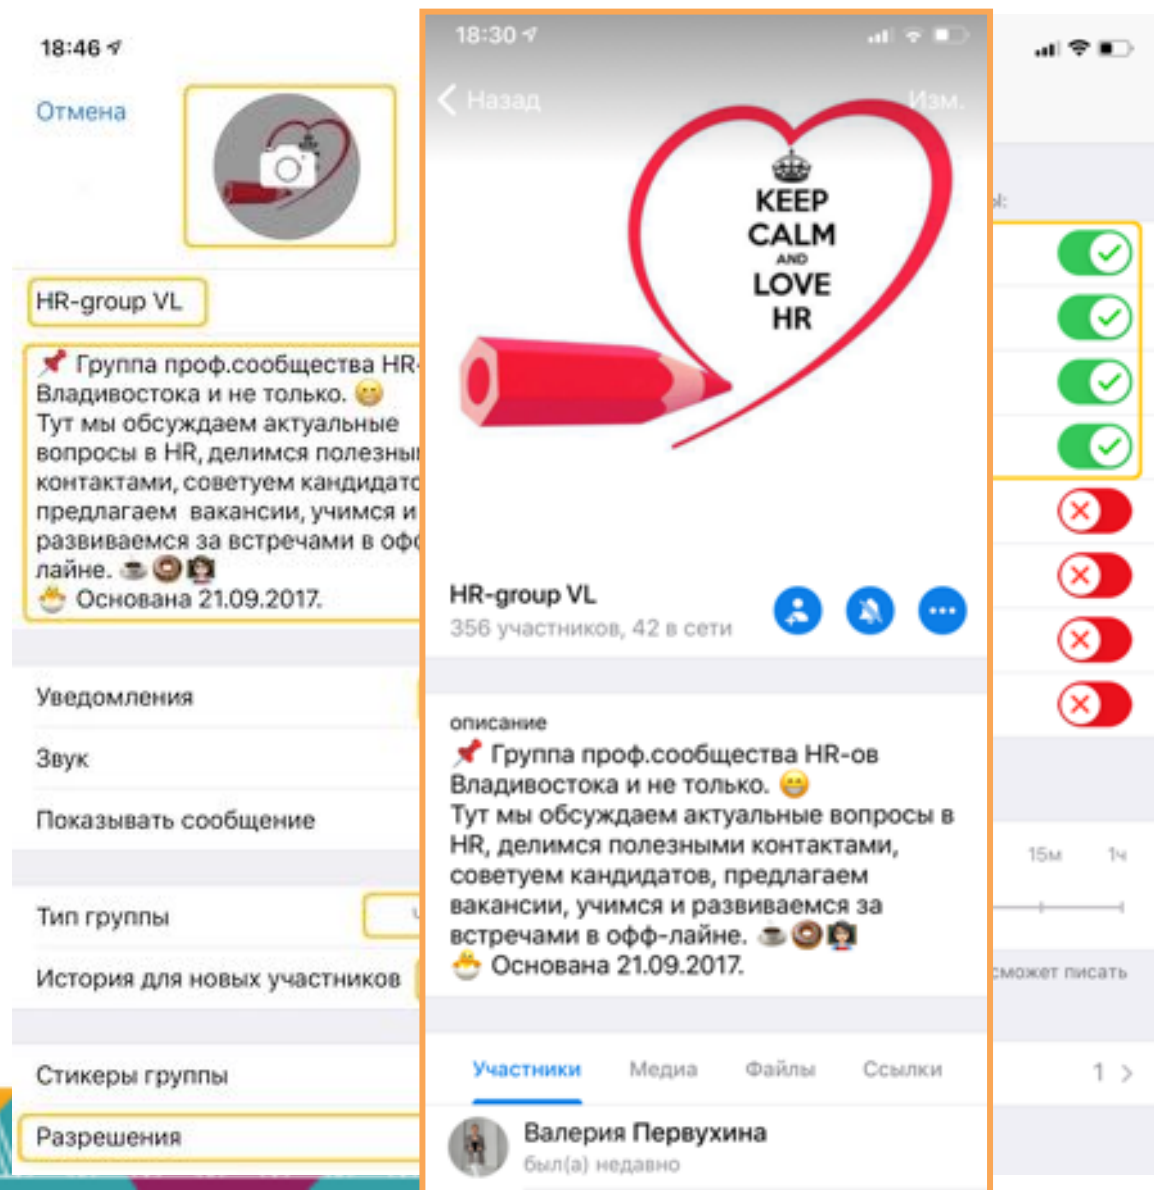 18:46
Отмена
HR-group VL
📌 Группа проф.сообщества HR-
Владивостока и не только. 😁
Тут мы обсуждаем актуальные
вопросы в HR, делимся
контактами, советуем
предлагаем вакансии, учимся и
развиваемся за встречами в
лайне. ☕🍩👩‍🏫
🐣 Основана 21.09.2017.
Уведомления
Звук
Показывать сообщение
Тип группы
История для новых участников
Стикеры группы
Разрешения
18:30
Назад
Изм.
KEEP
CALM
AND
LOVE
HR
HR-group VL
356 участников, 42 в сети
описание
📌 Группа проф.сообщества HR-ов
Владивостока и не только. 😁
Тут мы обсуждаем актуальные вопросы в
HR, делимся полезными контактами,
советуем кандидатов, предлагаем
вакансии, учимся и развиваемся за
встречами в офф-лайне. ☕🍩👩‍🏫
🐣 Основана 21.09.2017.
Участники Медиа Файлы Ссылки
Валерия Первухина
был(а) недавно
15м 1ч
сможет писать
1